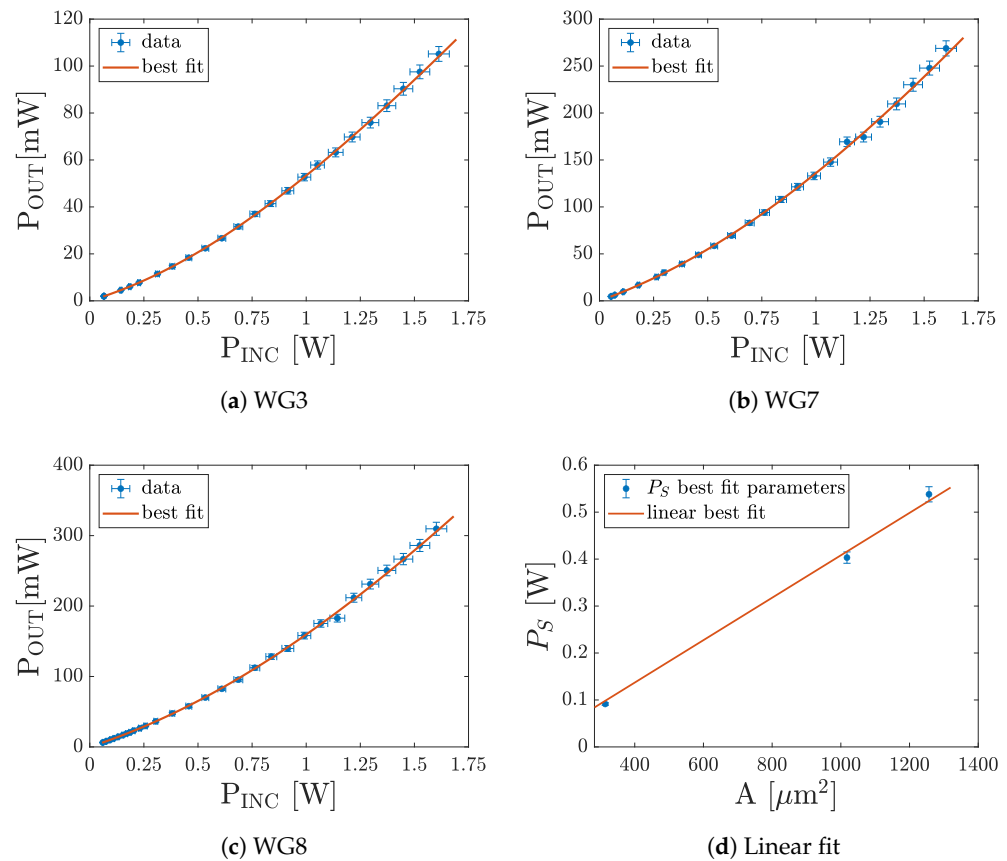 120
100
80
60
40
20
0
P_OUT[mW]
data
best fit
0 0.25 0.5 0.75 1 1.25 1.5 1.75
P_INC [W]
(a) WG3
300
250
200
150
100
50
0
P_OUT[mW]
data
best fit
0 0.25 0.5 0.75 1 1.25 1.5 1.75
P_INC [W]
(b) WG7
400
300
200
100
0
P_OUT[mW]
data
best fit
0 0.25 0.5 0.75 1 1.25 1.5 1.75
P_INC [W]
(c) WG8
0.6
0.5
0.4
0.3
0.2
0.1
0
P_S [W]
P_S best fit parameters
linear best fit
400 600 800 1000 1200 1400
A [μm²]
(d) Linear fit